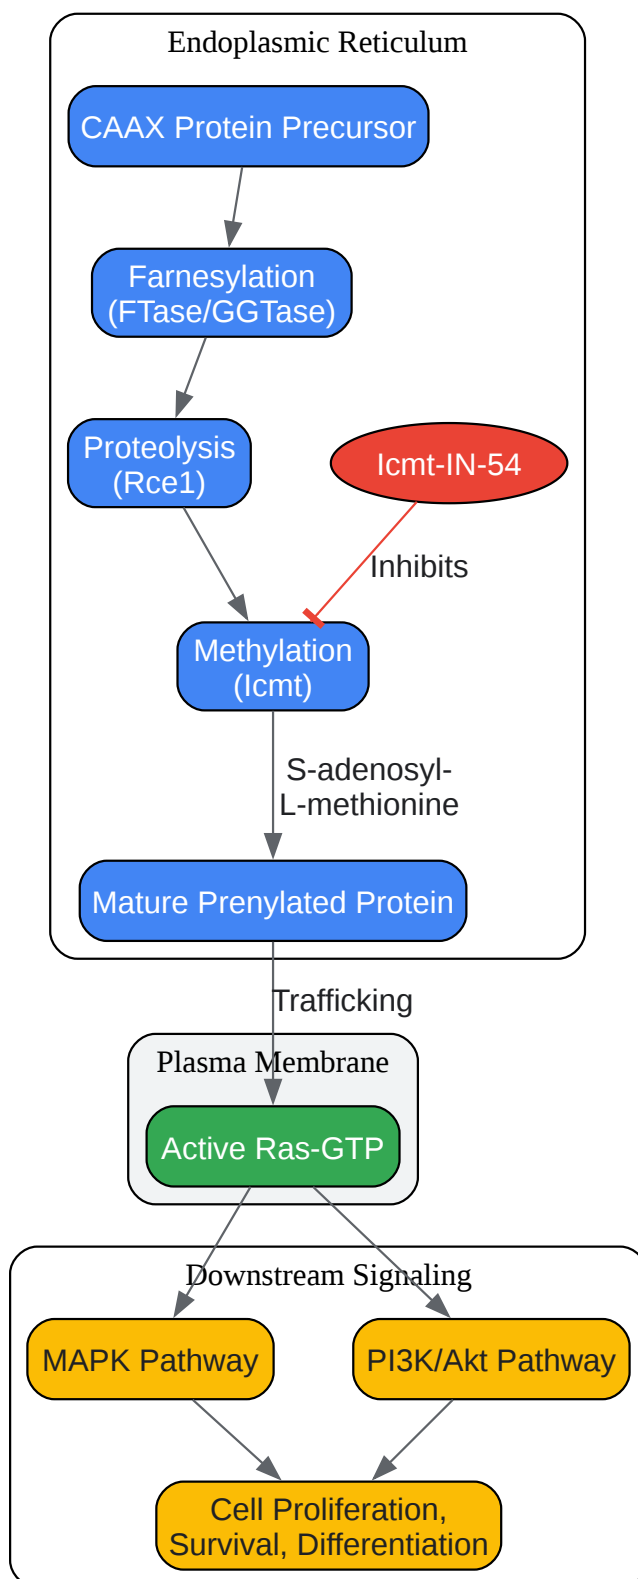 Endoplasmic Reticulum
CAAX Protein Precursor
Farnesylation
(FTase/GGTase)
Proteolysis
(Rce1)
Icmt-IN-54
Inhibits
Methylation
(Icmt)
S-adenosyl-
L-methionine
Mature Prenylated Protein
Trafficking
Plasma Membrane
Active Ras-GTP
Downstream Signaling
MAPK Pathway
PI3K/Akt Pathway
Cell Proliferation,
Survival, Differentiation